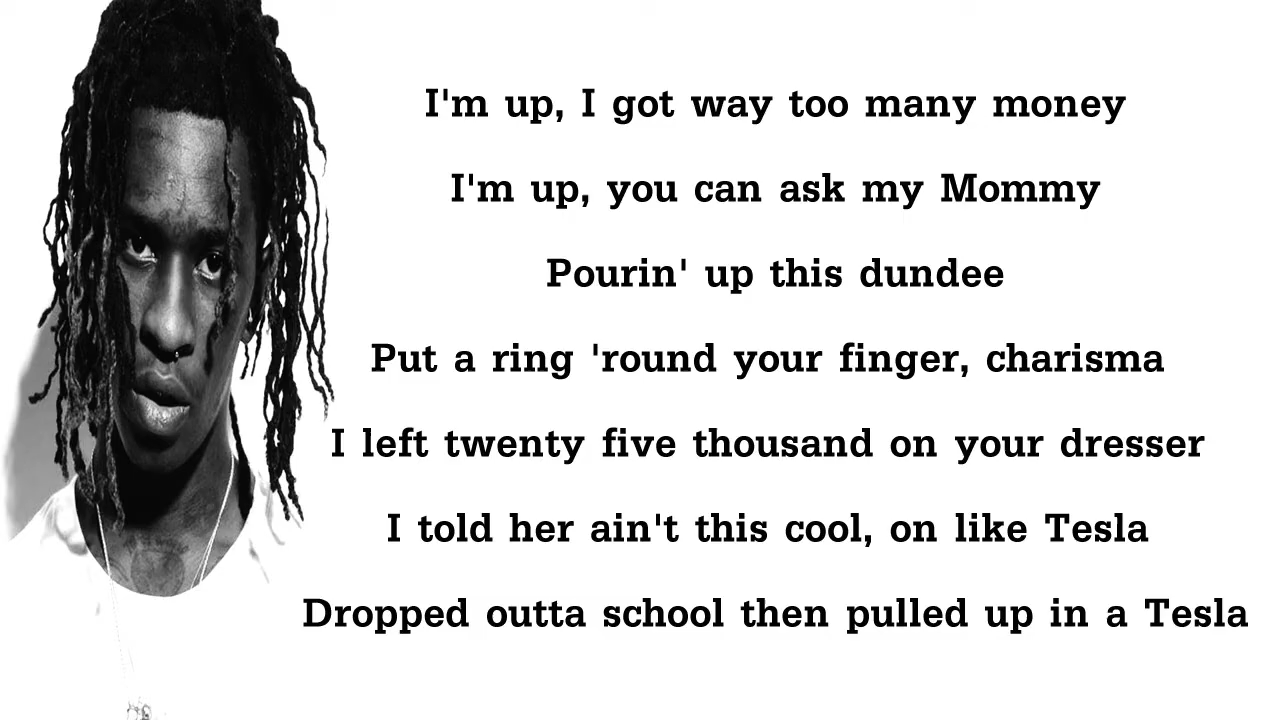 I'm up, I got way too many money
I'm up, you can ask my Mommy
Pourin' up this dundee
Put a ring 'round your finger, charisma
I left twenty five thousand on your dresser
I told her ain't this cool, on like Tesla
Dropped outta school then pulled up in a Tesla